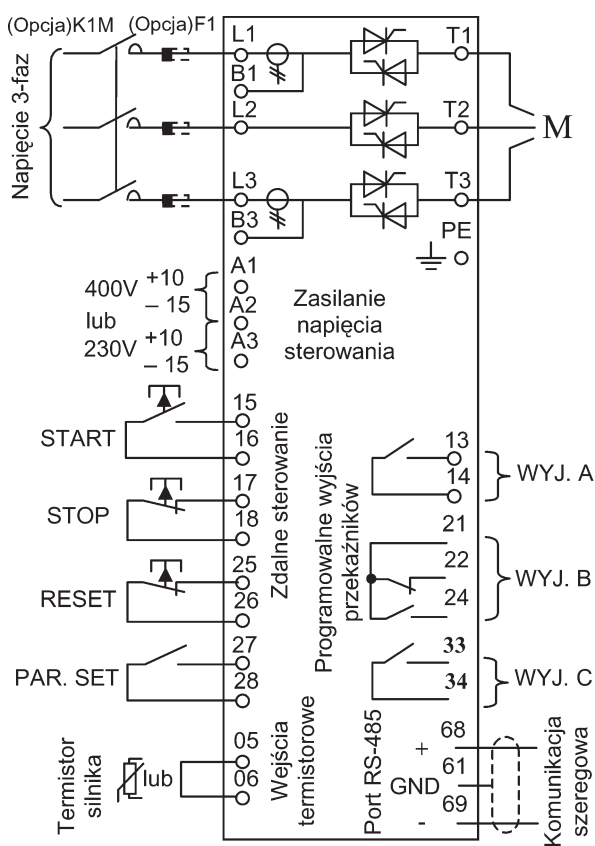 (Opcja)K1M (Opcja)F1
Napięcie 3-faz
L1 T1
B1
L2 T2
M
L3 T3
B3
PE
A1
400V +10
– 15
A2
lub
230V +10
– 15
A3
Zasilanie
napięcia
sterowania
START
15
16
STOP
17
18
RESET
25
26
PAR. SET
27
28
Zdalne sterowanie
Programowalne wyjścia
przekaźników
13
14
WYJ. A
21
22
24
WYJ. B
33
34
WYJ. C
Termistor
silnika
lub
05
06
Wejścia
termistorowe
Port RS-485
+ 68
GND 61
- 69
Komunikacja
szeregowa